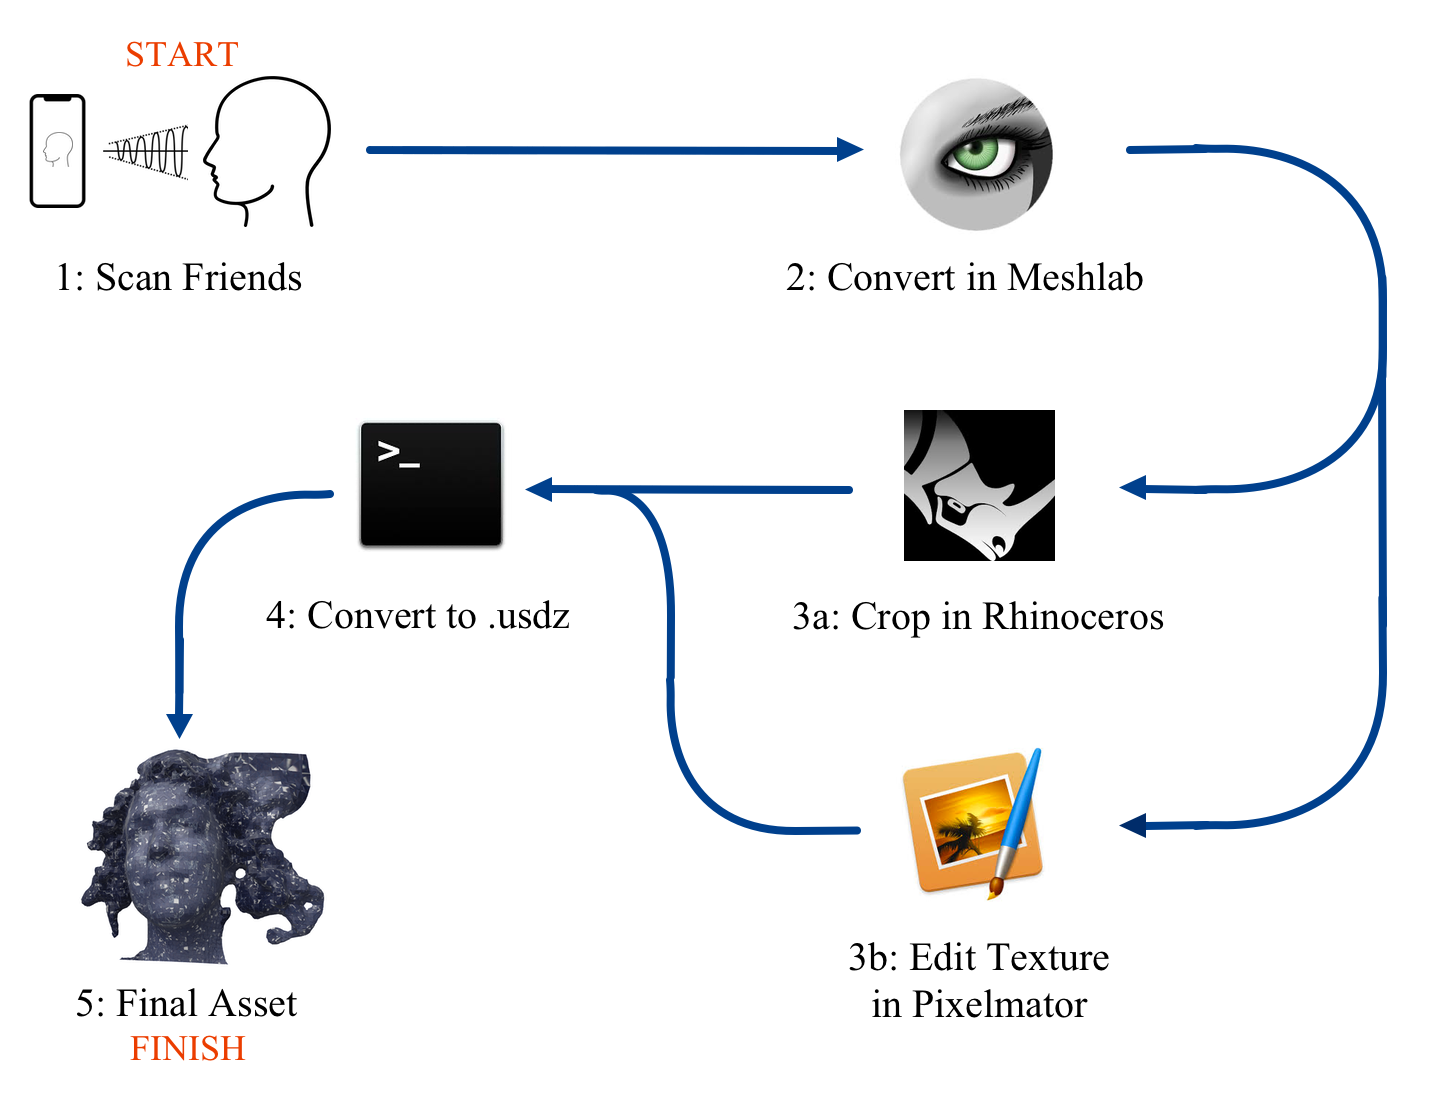 START
1: Scan Friends
2: Convert in Meshlab
>_
4: Convert to .usdz
3a: Crop in Rhinoceros
3b: Edit Texture
in Pixelmator
5: Final Asset
FINISH